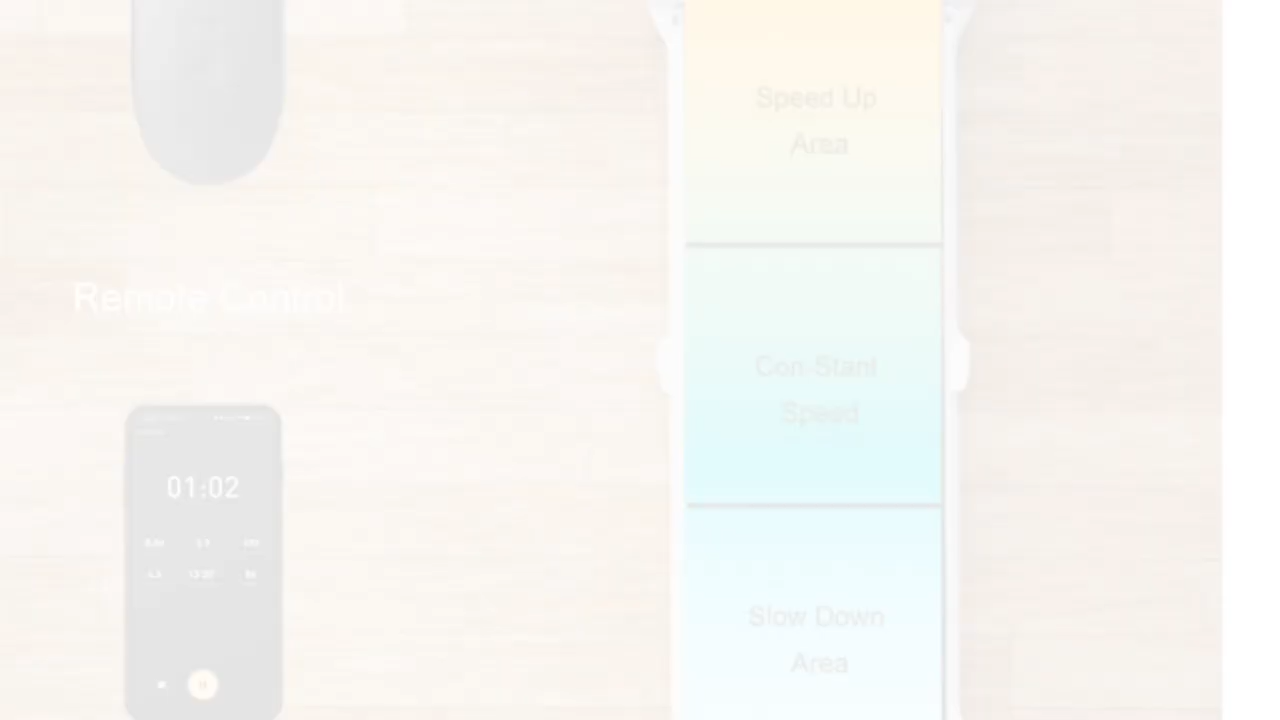 Speed Up
Area
Remote Control
Con-Stant
Speed
01:02
Slow Down
Area